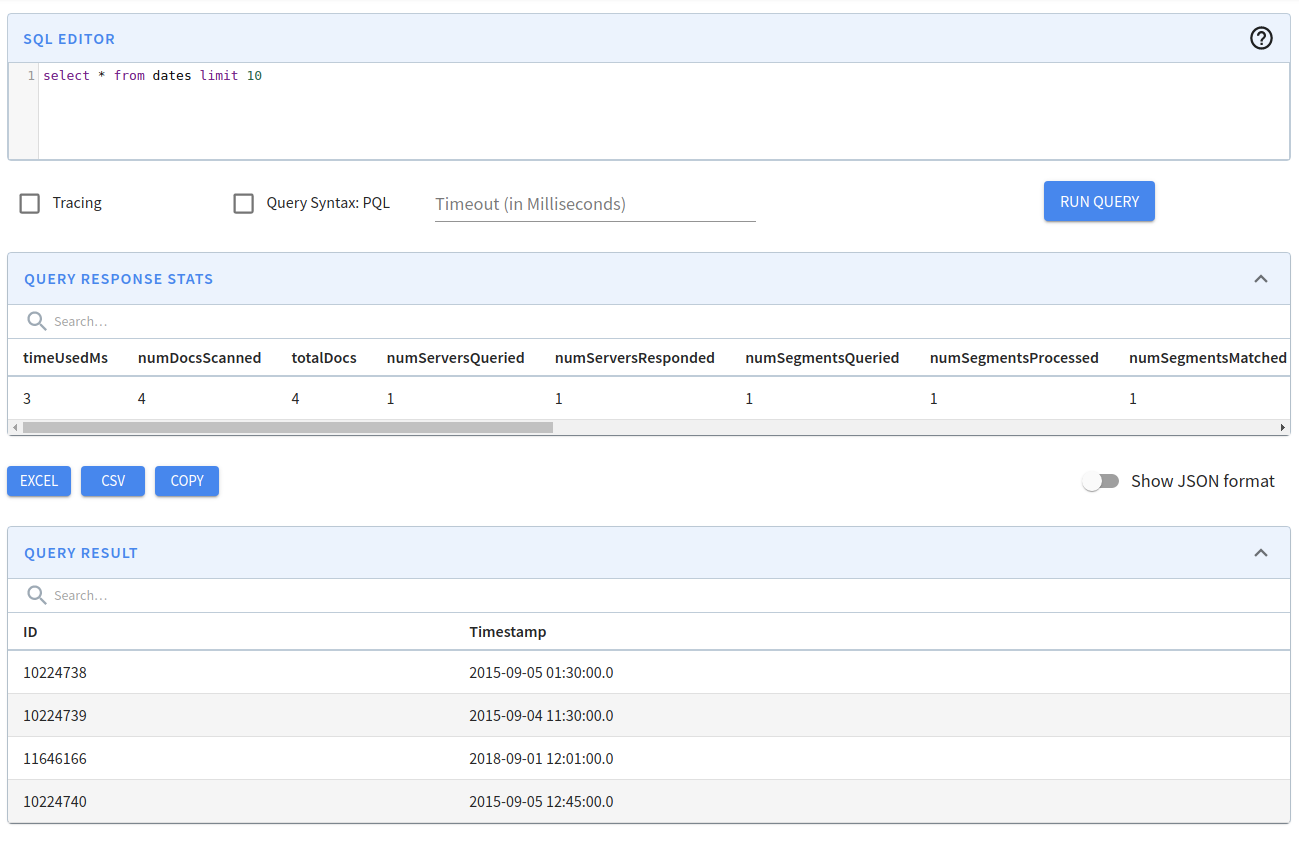 SQL EDITOR
?
1 select * from dates limit 10
Tracing Query Syntax: PQL Timeout (in Milliseconds) RUN QUERY
QUERY RESPONSE STATS
Search…
timeUsedMs numDocsScanned totalDocs numServersQueried numServersResponded numSegmentsQueried numSegmentsProcessed numSegmentsMatched
3 4 4 1 1 1 1 1
EXCEL CSV COPY Show JSON format
QUERY RESULT
Search…
ID Timestamp
10224738 2015-09-05 01:30:00.0
10224739 2015-09-04 11:30:00.0
11646166 2018-09-01 12:01:00.0
10224740 2015-09-05 12:45:00.0